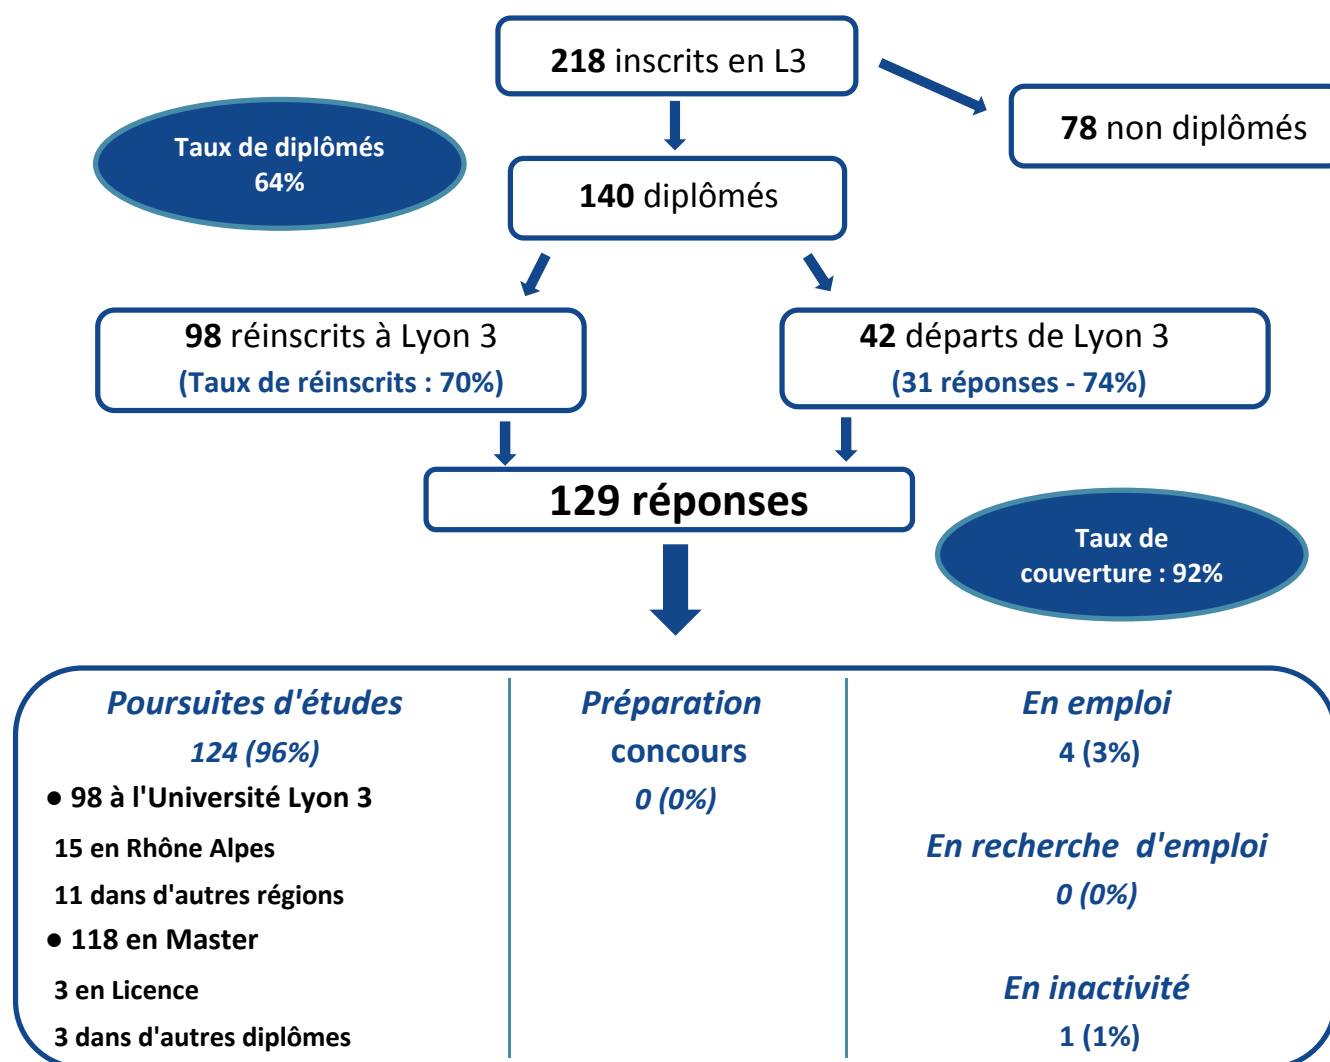 218 inscrits en L3
78 non diplômés
Taux de diplômés
64%
140 diplômés
98 réinscrits à Lyon 3
(Taux de réinscrits : 70%)
42 départs de Lyon 3
(31 réponses - 74%)
129 réponses
Taux de
couverture : 92%
Poursuites d'études
124 (96%)
● 98 à l'Université Lyon 3
15 en Rhône Alpes
11 dans d'autres régions
● 118 en Master
3 en Licence
3 dans d'autres diplômes
Préparation
concours
0 (0%)
En emploi
4 (3%)
En recherche d'emploi
0 (0%)
En inactivité
1 (1%)